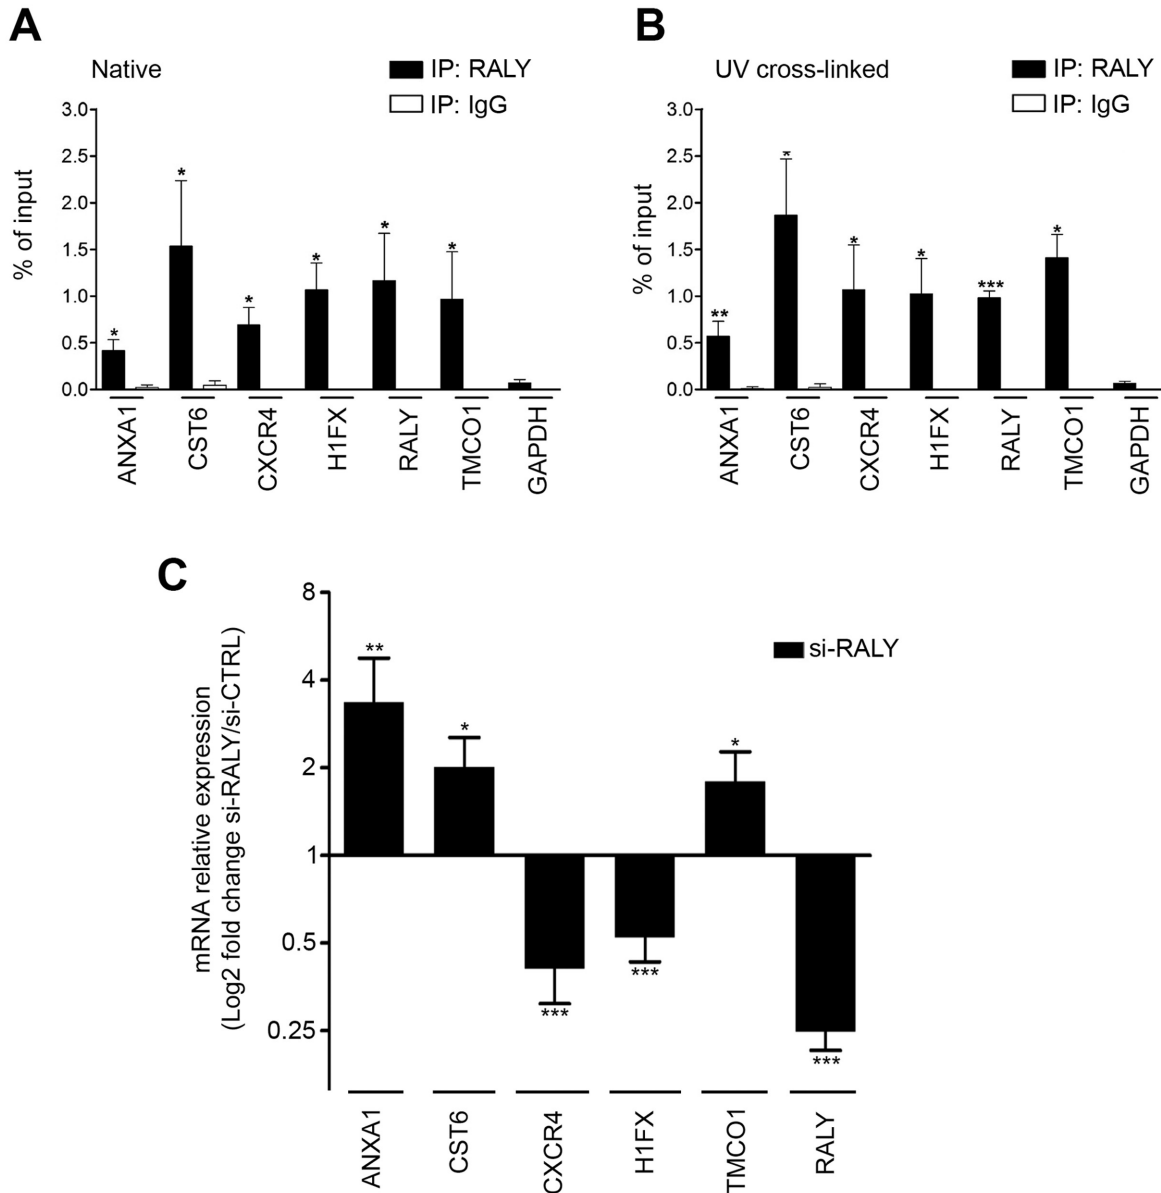 A
Native
IP: RALY
IP: IgG
% of input
3.0
2.5
2.0
1.5
1.0
0.5
0.0
*
*
*
*
*
*
ANXA1
CST6
CXCR4
H1FX
RALY
TMCO1
GAPDH
B
UV cross-linked
IP: RALY
IP: IgG
% of input
3.0
2.5
2.0
1.5
1.0
0.5
0.0
**
*
*
*
***
*
ANXA1
CST6
CXCR4
H1FX
RALY
TMCO1
GAPDH
C
si-RALY
mRNA relative expression
(Log2 fold change si-RALY/si-CTRL)
8
4
2
1
0.5
0.25
**
*
***
***
*
***
ANXA1
CST6
CXCR4
H1FX
TMCO1
RALY